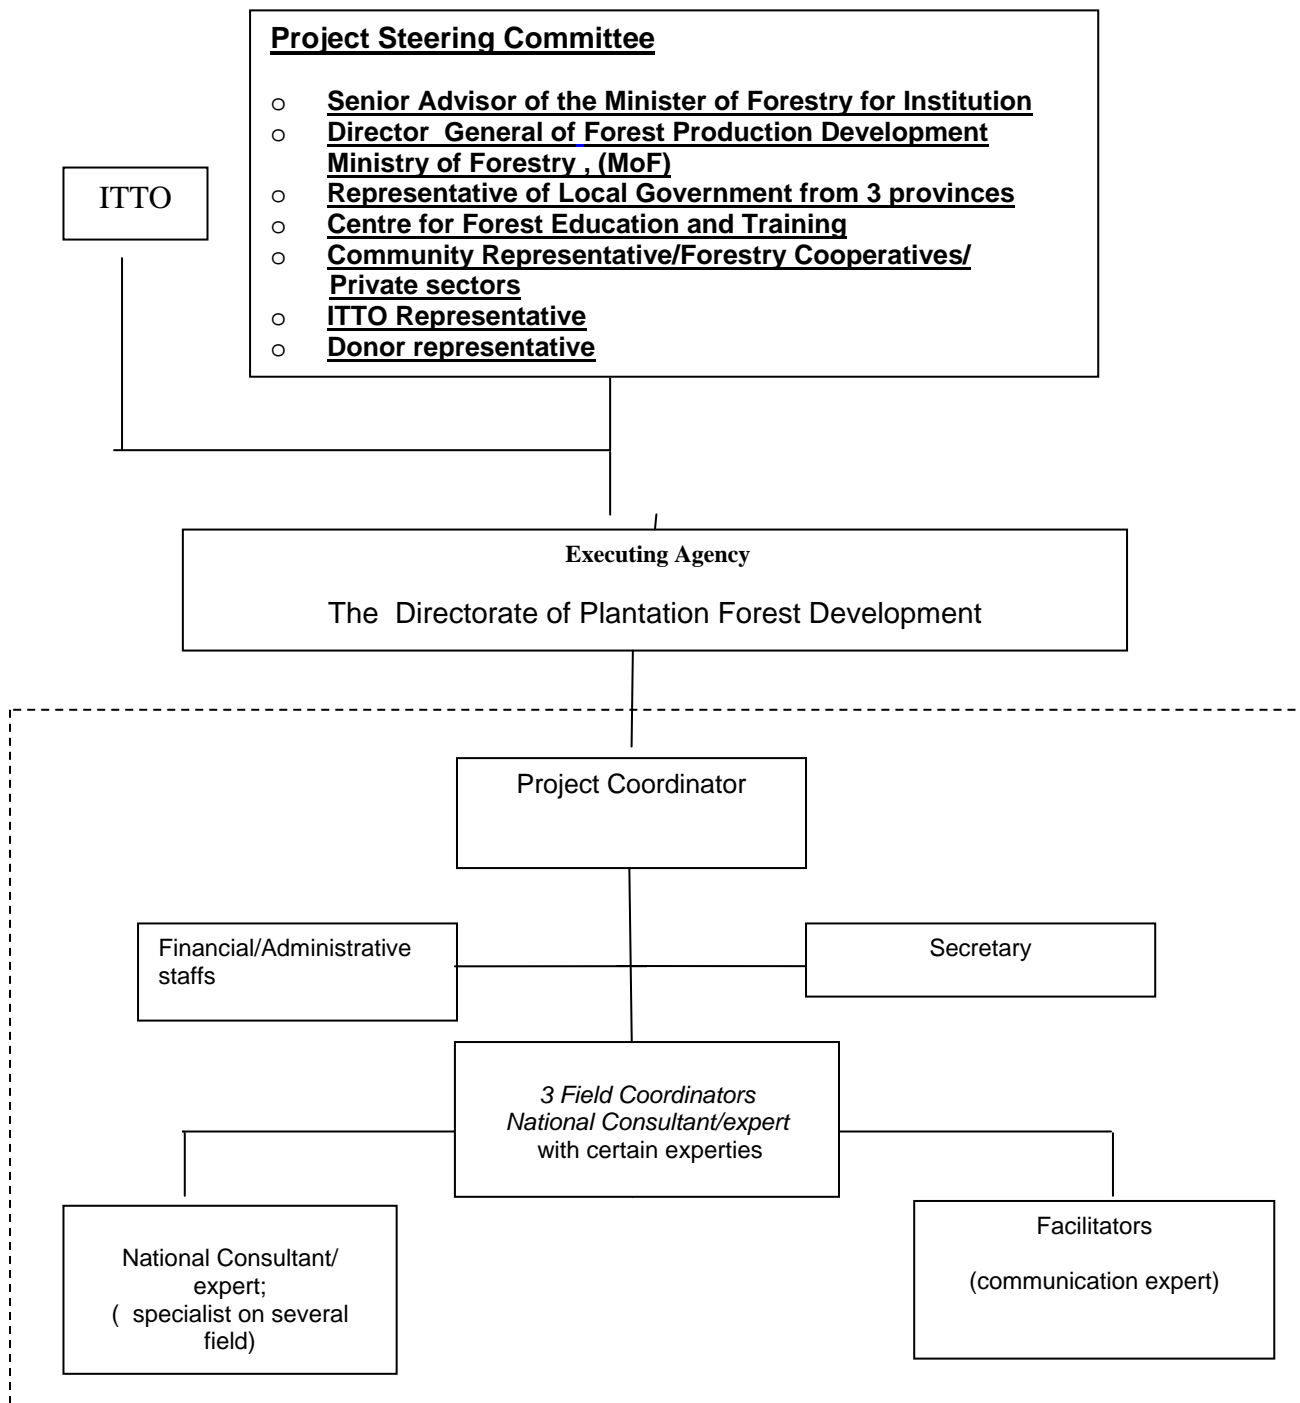 Project Steering Committee
o Senior Advisor of the Minister of Forestry for Institution
o Director General of Forest Production Development
Ministry of Forestry , (MoF)
o Representative of Local Government from 3 provinces
o Centre for Forest Education and Training
o Community Representative/Forestry Cooperatives/
Private sectors
o ITTO Representative
o Donor representative
ITTO
Executing Agency
The Directorate of Plantation Forest Development
Project Coordinator
Financial/Administrative
staffs
Secretary
3 Field Coordinators
National Consultant/expert
with certain experties
National Consultant/
expert;
( specialist on several
field)
Facilitators
(communication expert)